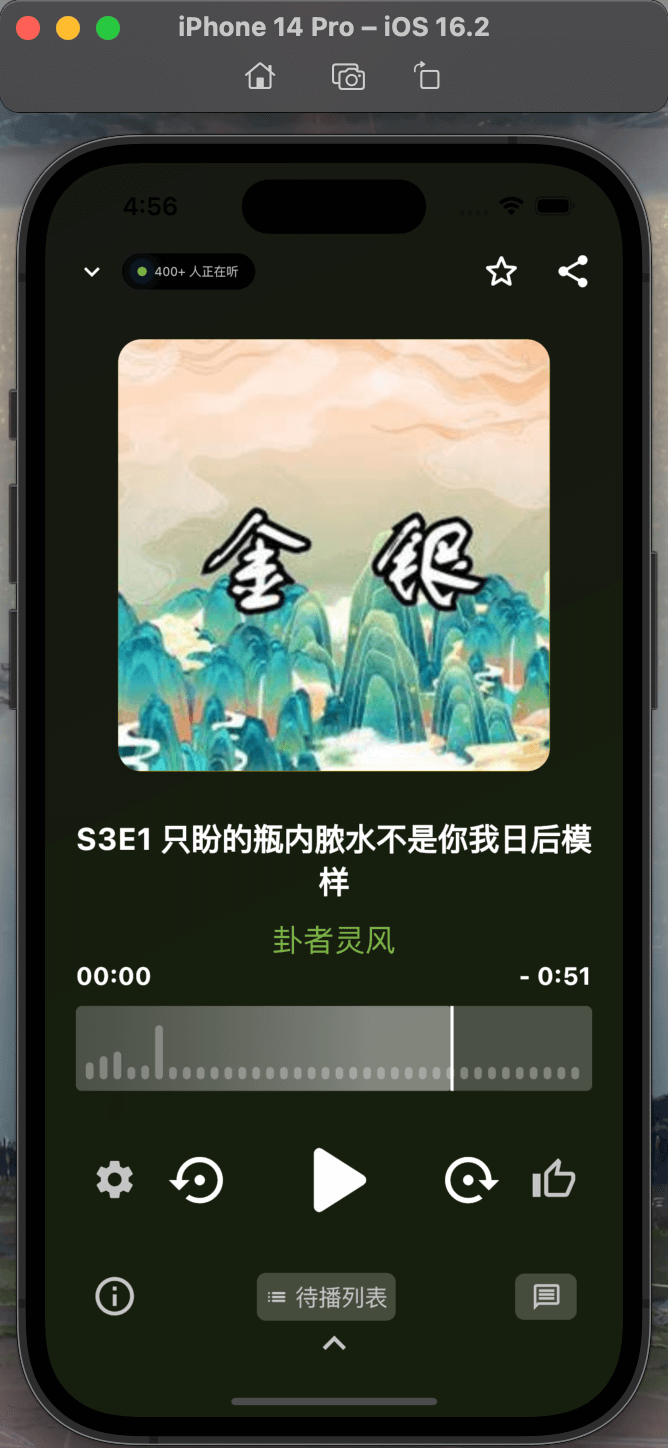 iPhone 14 Pro – iOS 16.2
4:56
400+ 人正在听
金 银
S3E1 只盼的瓶内脓水不是你我日后模
样
卦者灵风
00:00
- 0:51
待播列表